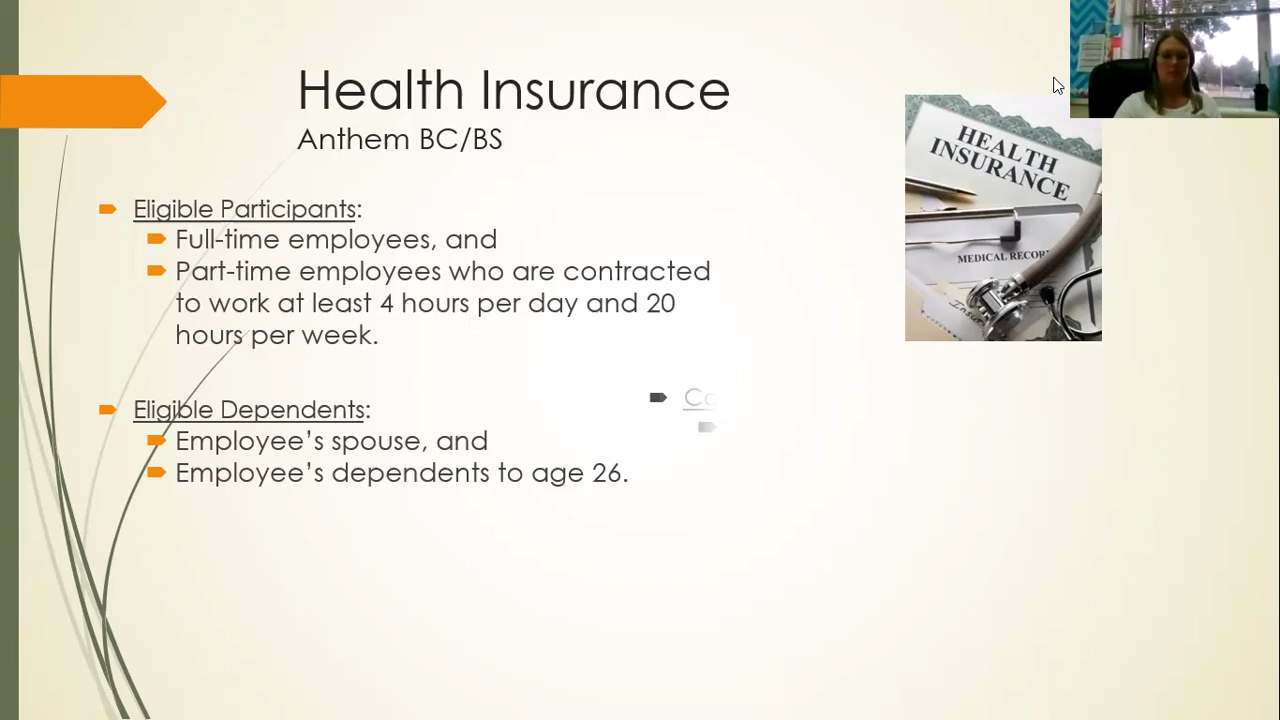 Health Insurance
Anthem BC/BS
Eligible Participants:
Full-time employees, and
Part-time employees who are contracted
to work at least 4 hours per day and 20
hours per week.
Eligible Dependents:
Employee's spouse, and
Employee's dependents to age 26.
HEALTH
INSURANCE